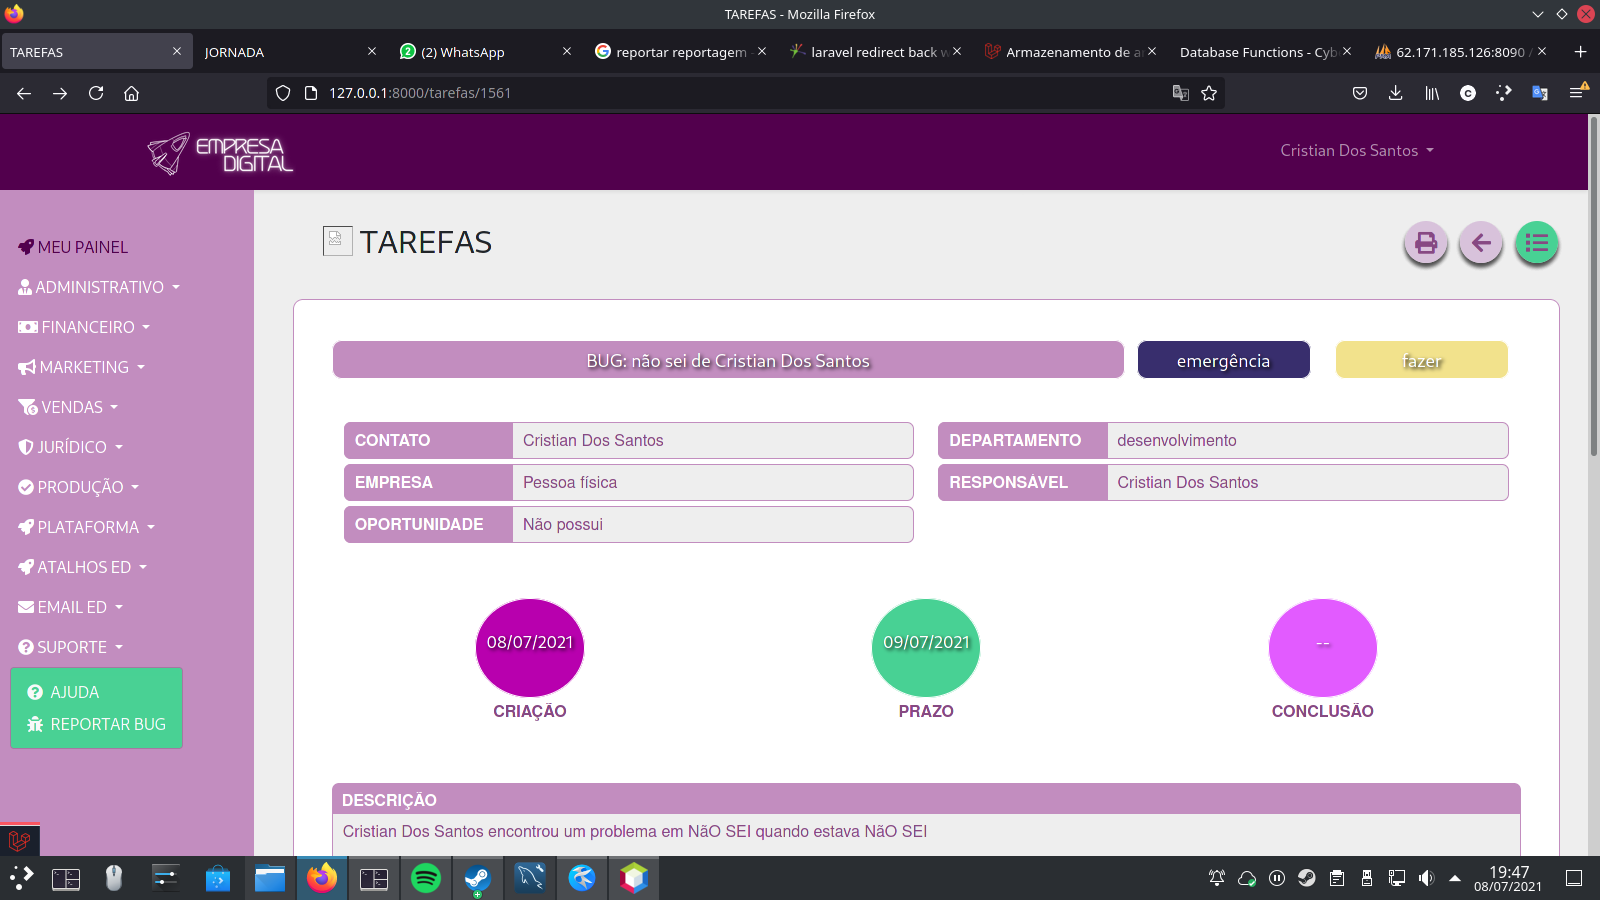 TAREFAS - Mozilla Firefox
TAREFAS
JORNADA
(2) WhatsApp
reportar reportagem -
laravel redirect back w
Armazenamento de ar
Database Functions - Cyb
62.171.185.126:8090 /
127.0.0.1:8000/tarefas/1561
EMPRESA
DIGITAL
Cristian Dos Santos
MEU PAINEL
ADMINISTRATIVO
FINANCEIRO
MARKETING
VENDAS
JURÍDICO
PRODUÇÃO
PLATAFORMA
ATALHOS ED
EMAIL ED
SUPORTE
AJUDA
REPORTAR BUG
TAREFAS
BUG: não sei de Cristian Dos Santos
emergência
fazer
CONTATO Cristian Dos Santos
EMPRESA Pessoa física
OPORTUNIDADE Não possui
DEPARTAMENTO desenvolvimento
RESPONSÁVEL Cristian Dos Santos
08/07/2021
CRIAÇÃO
09/07/2021
PRAZO
--
CONCLUSÃO
DESCRIÇÃO
Cristian Dos Santos encontrou um problema em NãO SEI quando estava NãO SEI
19:47
08/07/2021